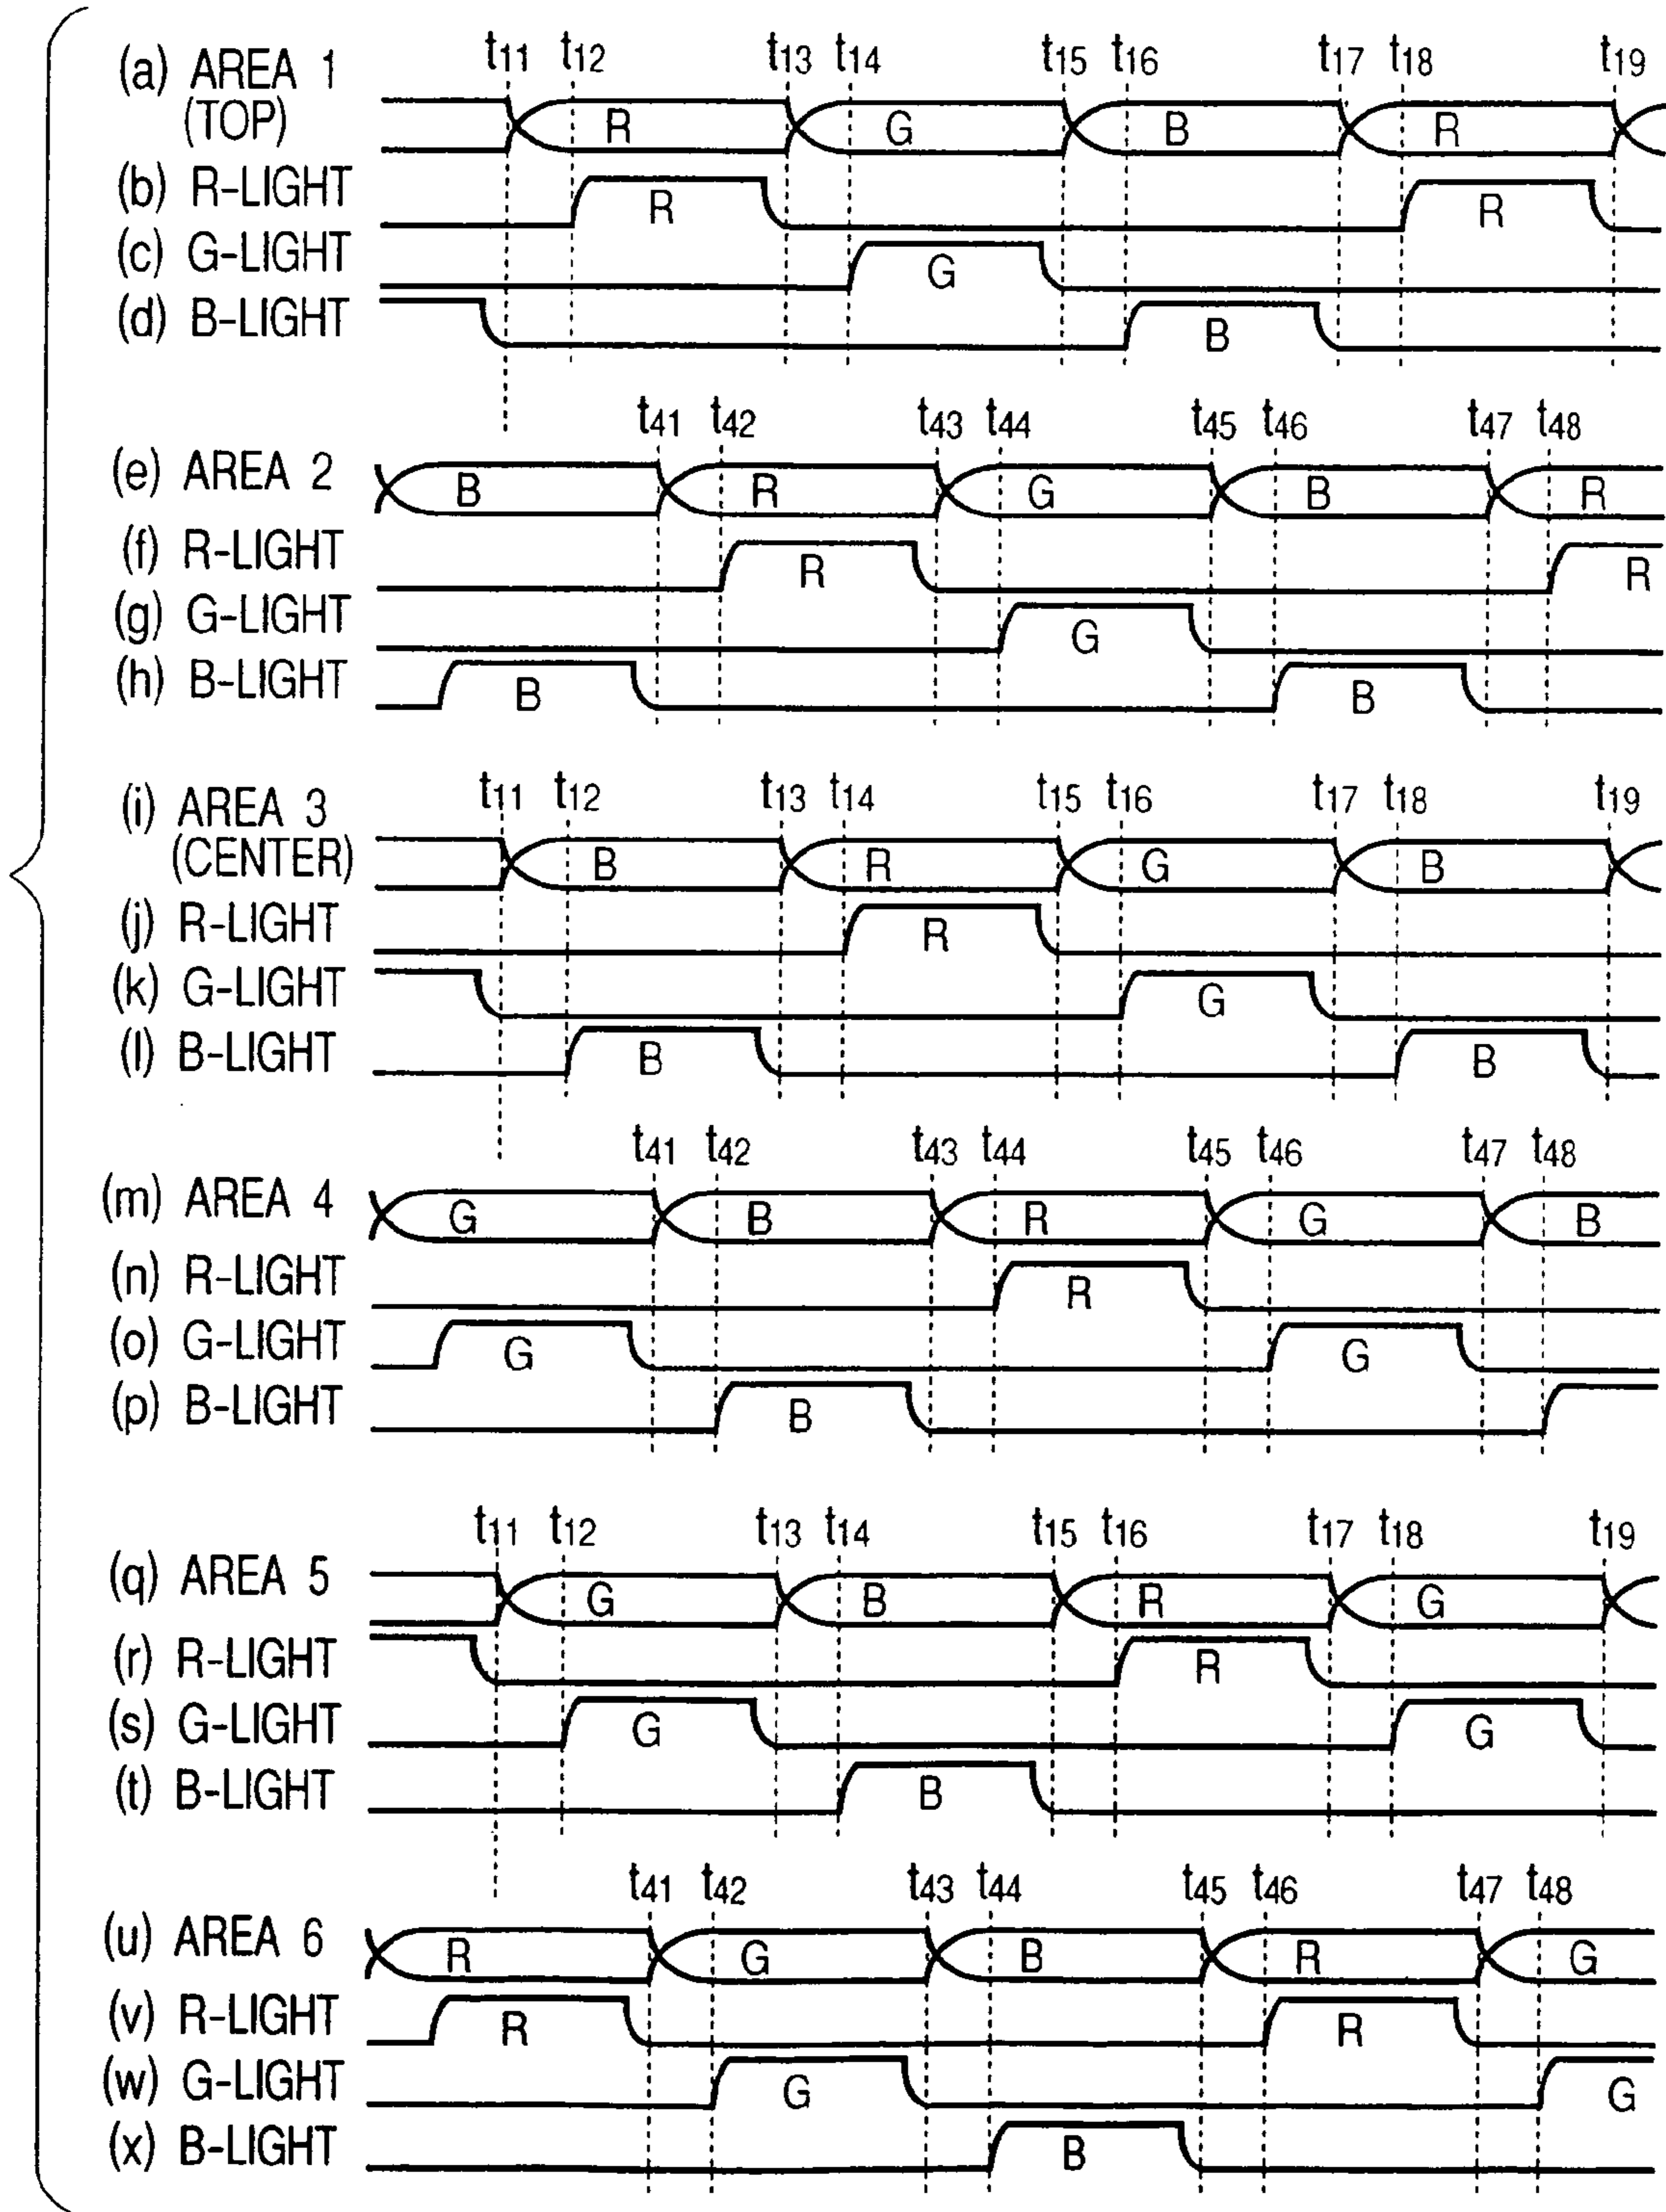 t11 t12 t13 t14 t15 t16 t17 t18 t19
(a) AREA 1 R G B R
(TOP)
(b) R-LIGHT R R
(c) G-LIGHT G
(d) B-LIGHT B
t41 t42 t43 t44 t45 t46 t47 t48
(e) AREA 2 B R G B R
(f) R-LIGHT R R
(g) G-LIGHT G
(h) B-LIGHT B B
t11 t12 t13 t14 t15 t16 t17 t18 t19
(i) AREA 3 B R G B
(CENTER)
(j) R-LIGHT R
(k) G-LIGHT G
(l) B-LIGHT B B
t41 t42 t43 t44 t45 t46 t47 t48
(m) AREA 4 G B R G B
(n) R-LIGHT R
(o) G-LIGHT G G
(p) B-LIGHT B
t11 t12 t13 t14 t15 t16 t17 t18 t19
(q) AREA 5 G B R G
(r) R-LIGHT R
(s) G-LIGHT G G
(t) B-LIGHT B
t41 t42 t43 t44 t45 t46 t47 t48
(u) AREA 6 R G B R G
(v) R-LIGHT R R
(w) G-LIGHT G G
(x) B-LIGHT B